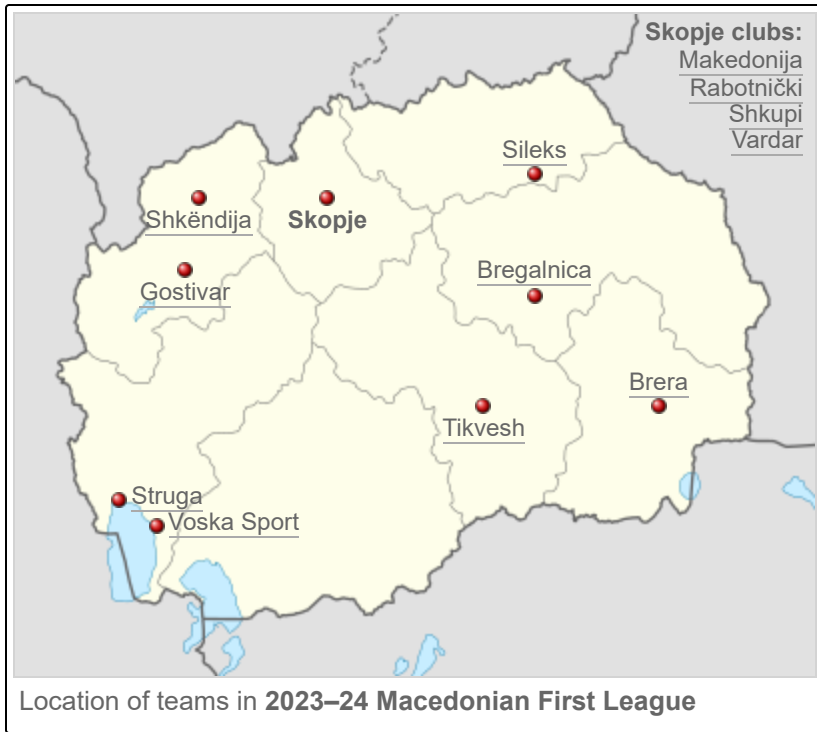 Skopje clubs:
Makedonija
Rabotnički
Shkupi
Vardar
Sileks
Shkëndija
Skopje
Bregalnica
Gostivar
Brera
Tikvesh
Struga
Voska Sport
Location of teams in 2023–24 Macedonian First League